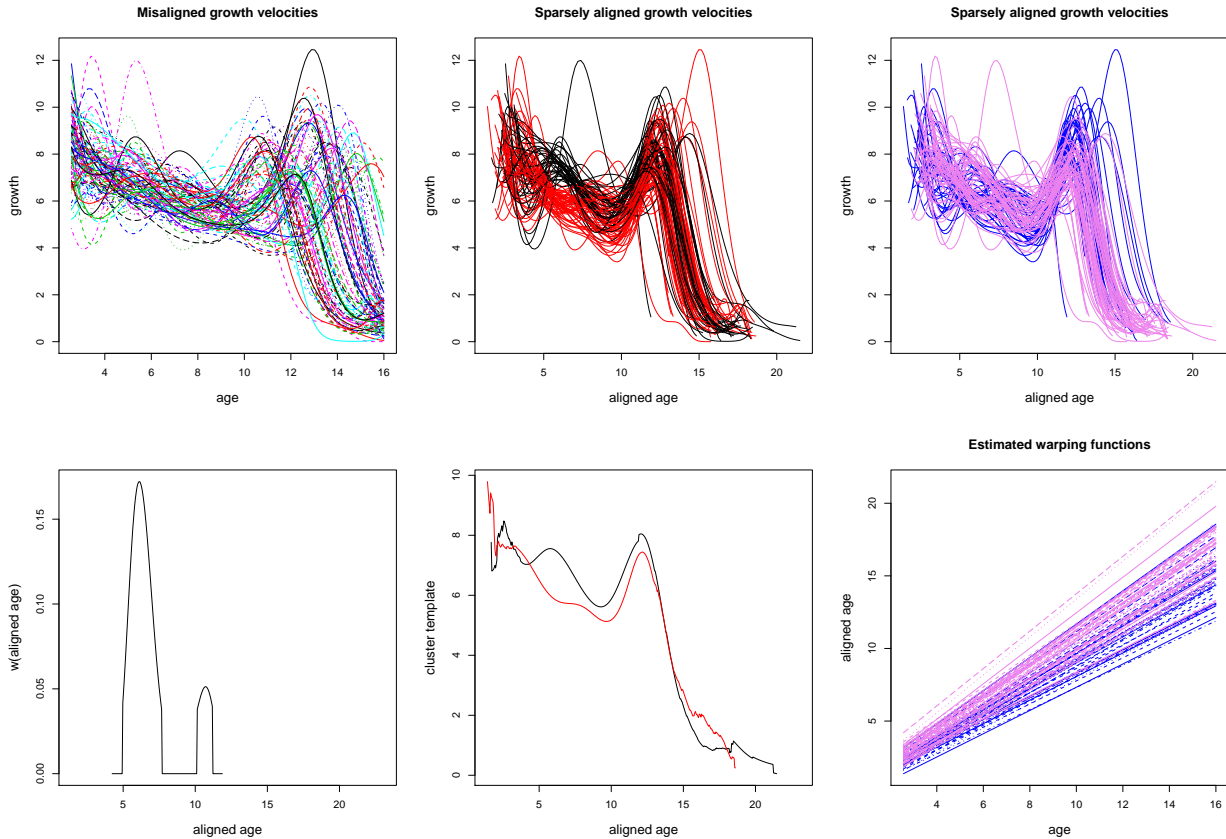 Misaligned growth velocities
Sparsely aligned growth velocities
Sparsely aligned growth velocities
growth
0 2 4 6 8 10 12
4 6 8 10 12 14 16
age
growth
0 2 4 6 8 10 12
5 10 15 20
aligned age
growth
0 2 4 6 8 10 12
5 10 15 20
aligned age
w(aligned age)
0.00 0.05 0.10 0.15
5 10 15 20
aligned age
cluster template
0 2 4 6 8 10
5 10 15 20
aligned age
Estimated warping functions
aligned age
5 10 15 20
4 6 8 10 12 14 16
age